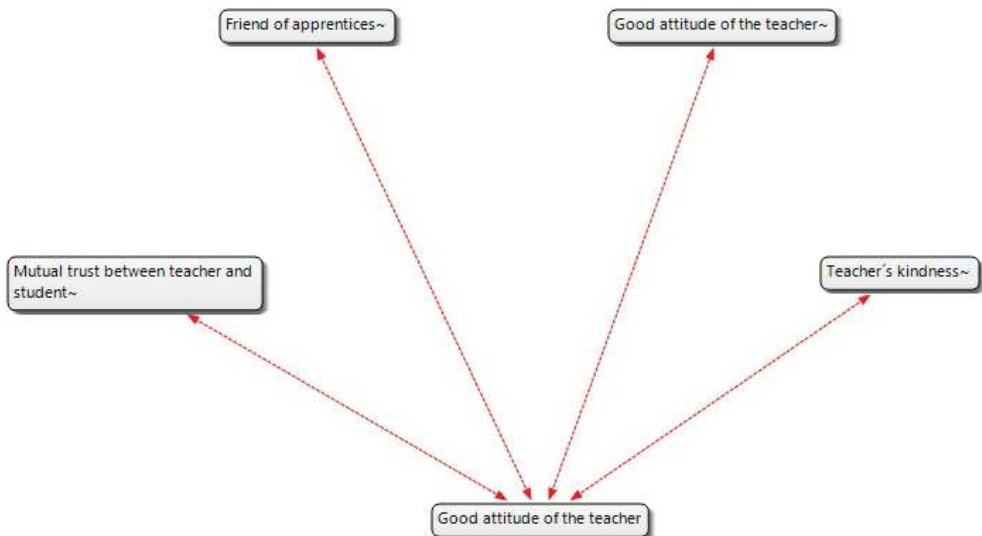 Friend of apprentices~
Good attitude of the teacher~
Mutual trust between teacher and
student~
Teacher´s kindness~
Good attitude of the teacher